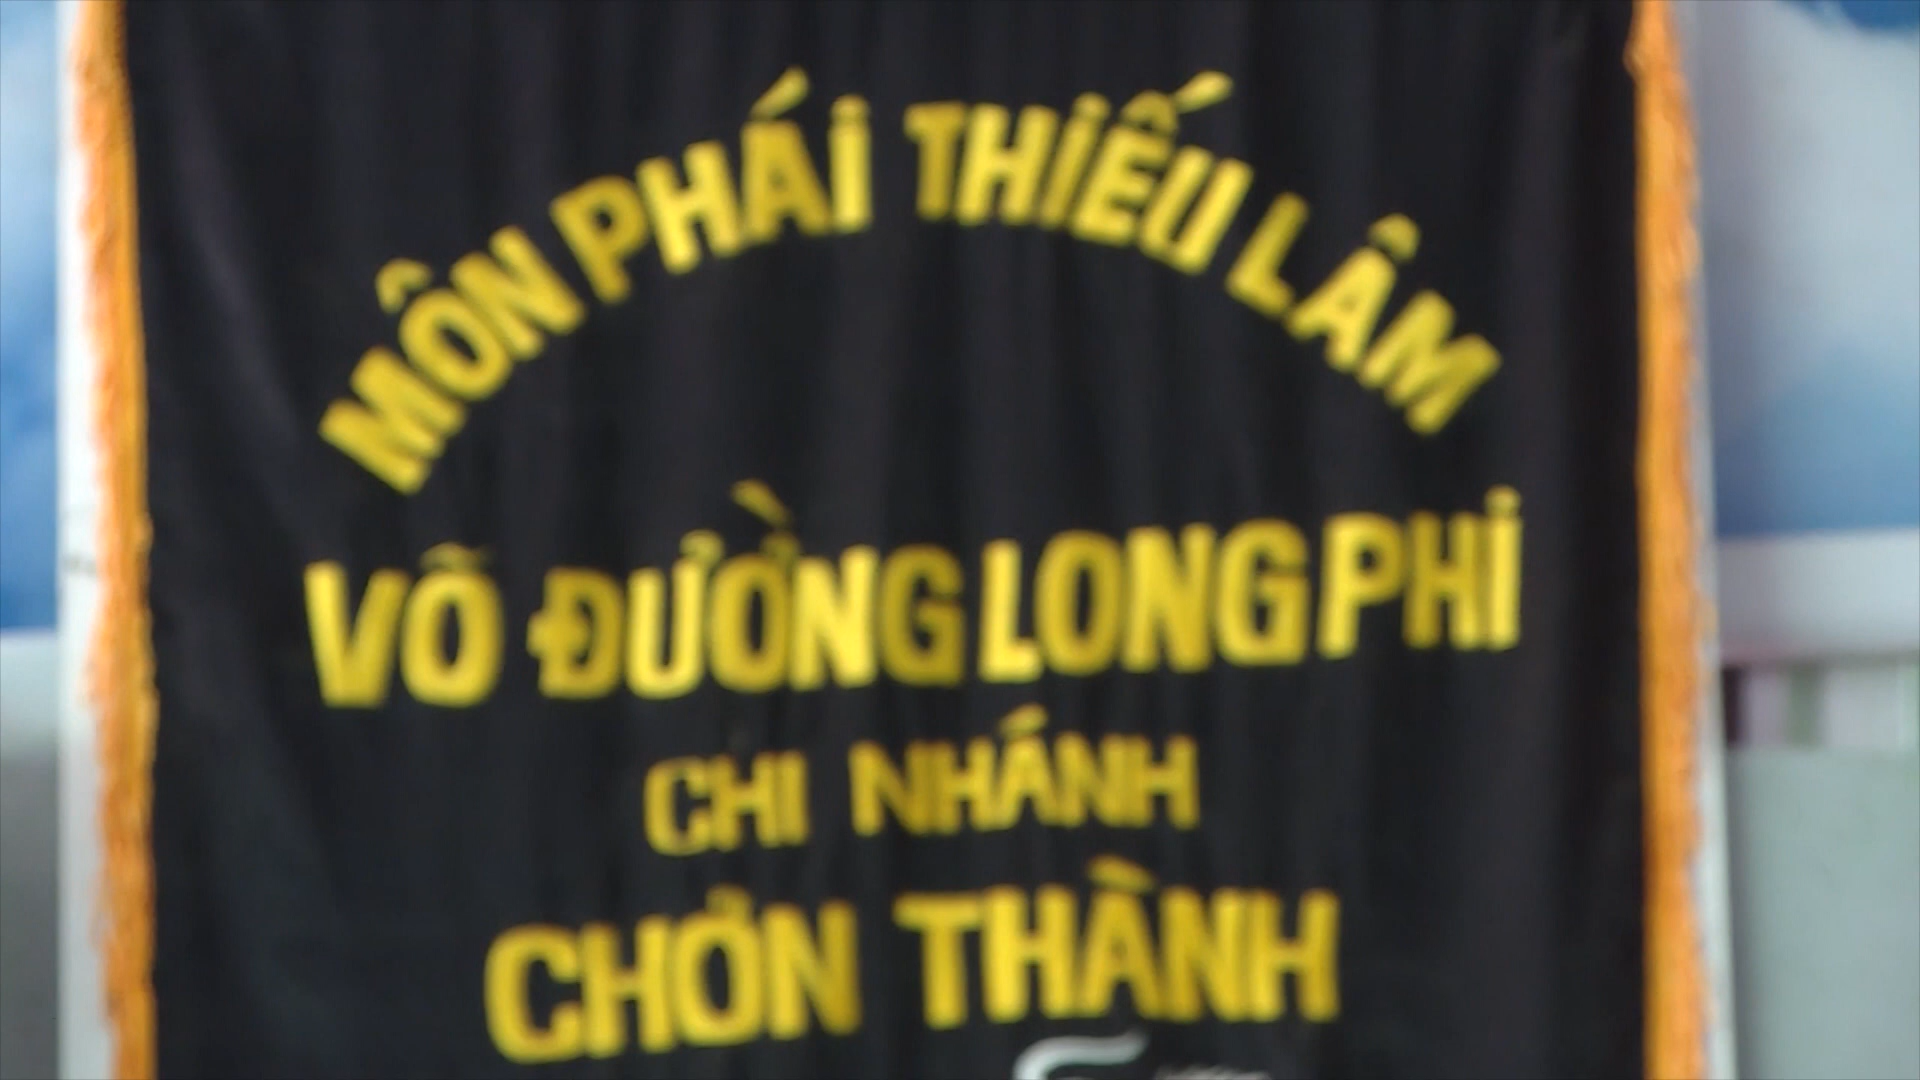 MÔN PHÁI THIẾU LÂM
VÕ ĐƯỜNG LONG PHI
CHI NHÁNH
CHƠN THÀNH